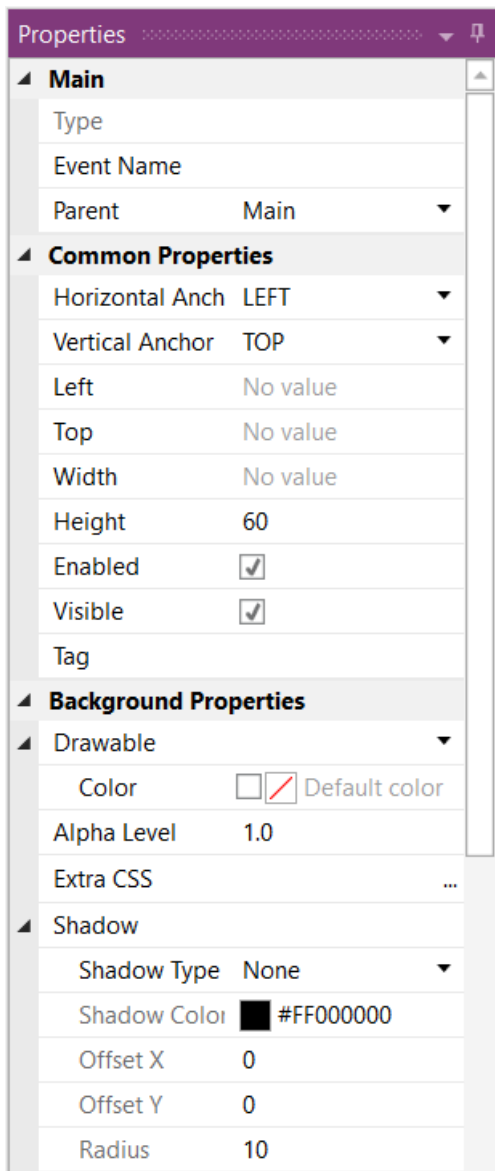 Properties
Main
Type
Event Name
Parent Main
Common Properties
Horizontal Anch LEFT
Vertical Anchor TOP
Left No value
Top No value
Width No value
Height 60
Enabled
Visible
Tag
Background Properties
Drawable
Color Default color
Alpha Level 1.0
Extra CSS ...
Shadow
Shadow Type None
Shadow Color #FF000000
Offset X 0
Offset Y 0
Radius 10